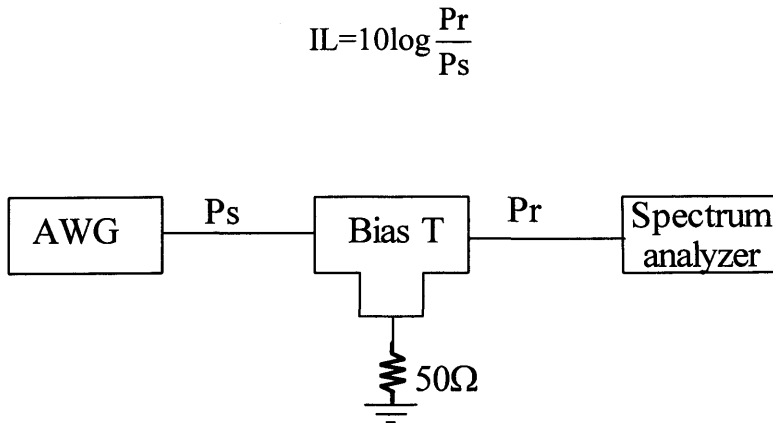 IL=10log Pr/Ps
AWG
Ps
Bias T
Pr
Spectrum
analyzer
50Ω